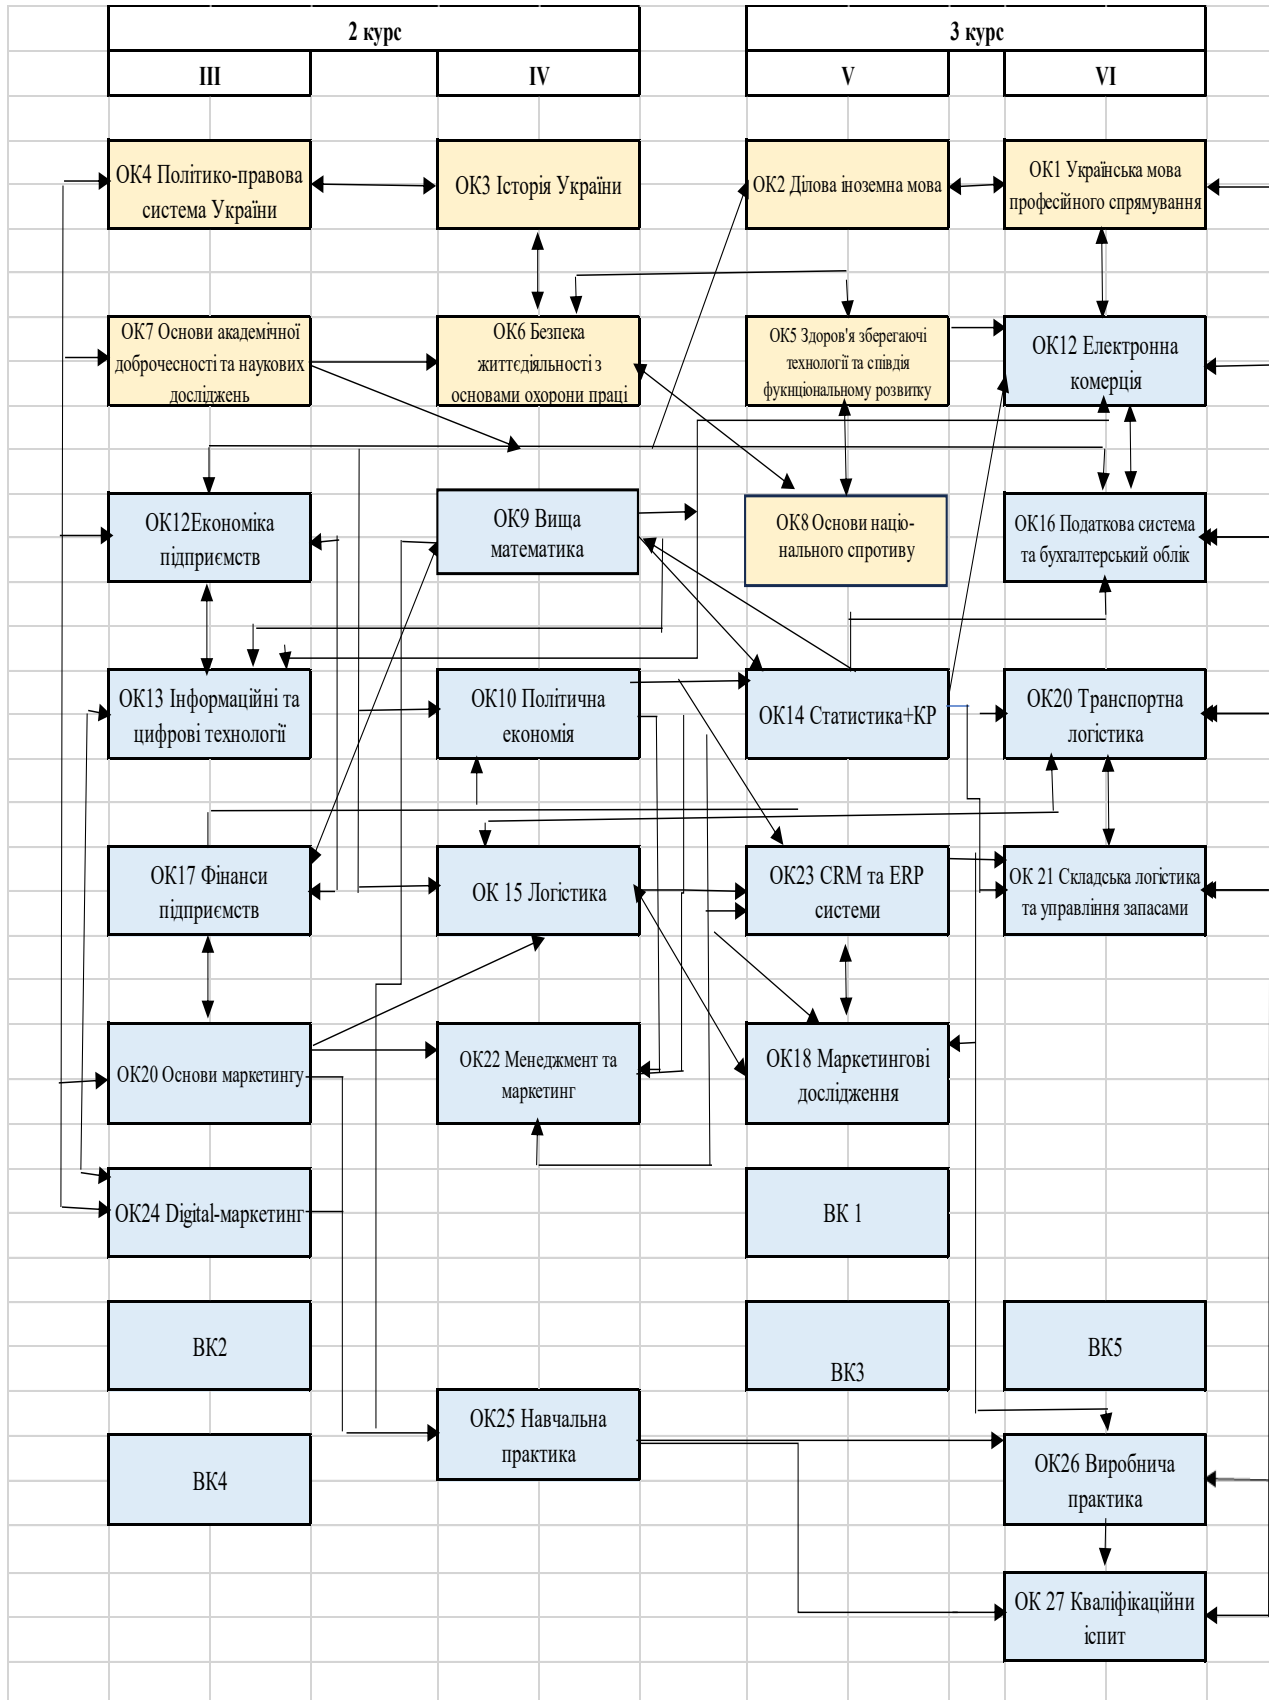 2 курс
3 курс
III
IV
V
VI
ОК4 Політико-правова
система України
ОК3 Історія України
ОК2 Ділова іноземна мова
ОК1 Українська мова
професійного спрямування
ОК7 Основи академічної
доброчесності та наукових
досліджень
ОК6 Безпека
життєдіяльності з
основами охорони праці
ОК5 Здоров'я зберегаючі
технології та співдія
фукнціональному розвитку
ОК12 Електронна
комерція
ОК12Економіка
підприємств
ОК9 Вища
математика
ОК8 Основи наці-
нального спротиву
ОК16 Податкова система
та бухгалтерський облік
ОК13 Інформаційні та
цифрові технології
ОК10 Політична
економія
ОК14 Статистика+КР
ОК20 Транспортна
логістика
ОК17 Фінанси
підприємств
ОК 15 Логістика
ОК23 CRM та ERP
системи
ОК 21 Складська логістика
та управління запасами
ОК20 Основи маркетингу
ОК22 Менеджмент та
маркетинг
ОК18 Маркетингові
дослідження
ОК24 Digital-маркетинг
ВК 1
ВК2
ВК3
ВК5
ВК4
ОК25 Навчальна
практика
ОК26 Виробнича
практика
ОК 27 Кваліфікаційни
іспит